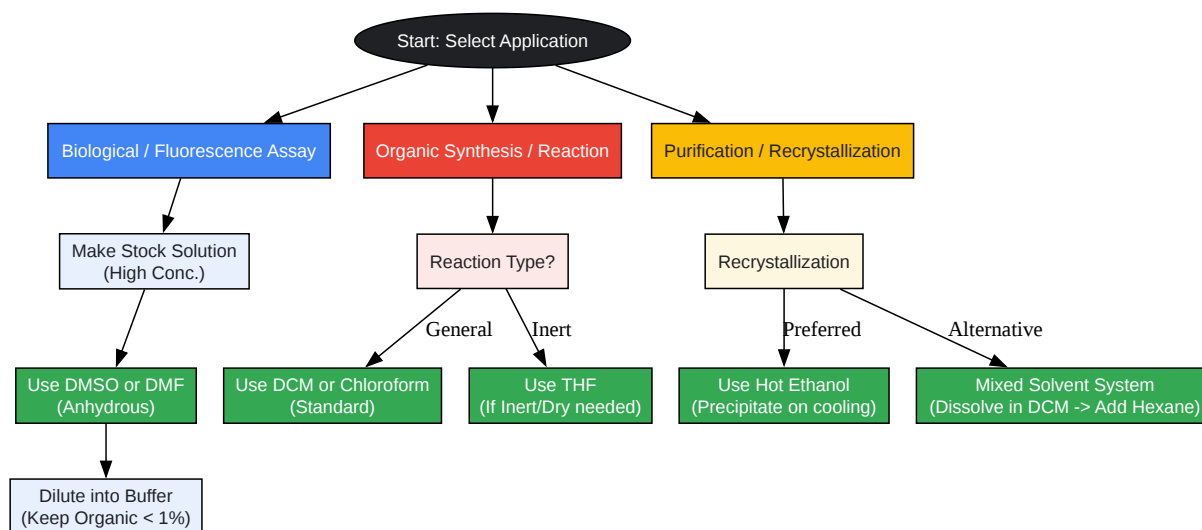 Start: Select Application
Biological / Fluorescence Assay
Organic Synthesis / Reaction
Purification / Recrystallization
Make Stock Solution
(High Conc.)
Reaction Type?
Recrystallization
General
Inert
Preferred
Alternative
Use DMSO or DMF
(Anhydrous)
Use DCM or Chloroform
(Standard)
Use THF
(If Inert/Dry needed)
Use Hot Ethanol
(Precipitate on cooling)
Mixed Solvent System
(Dissolve in DCM -> Add Hexane)
Dilute into Buffer
(Keep Organic < 1%)